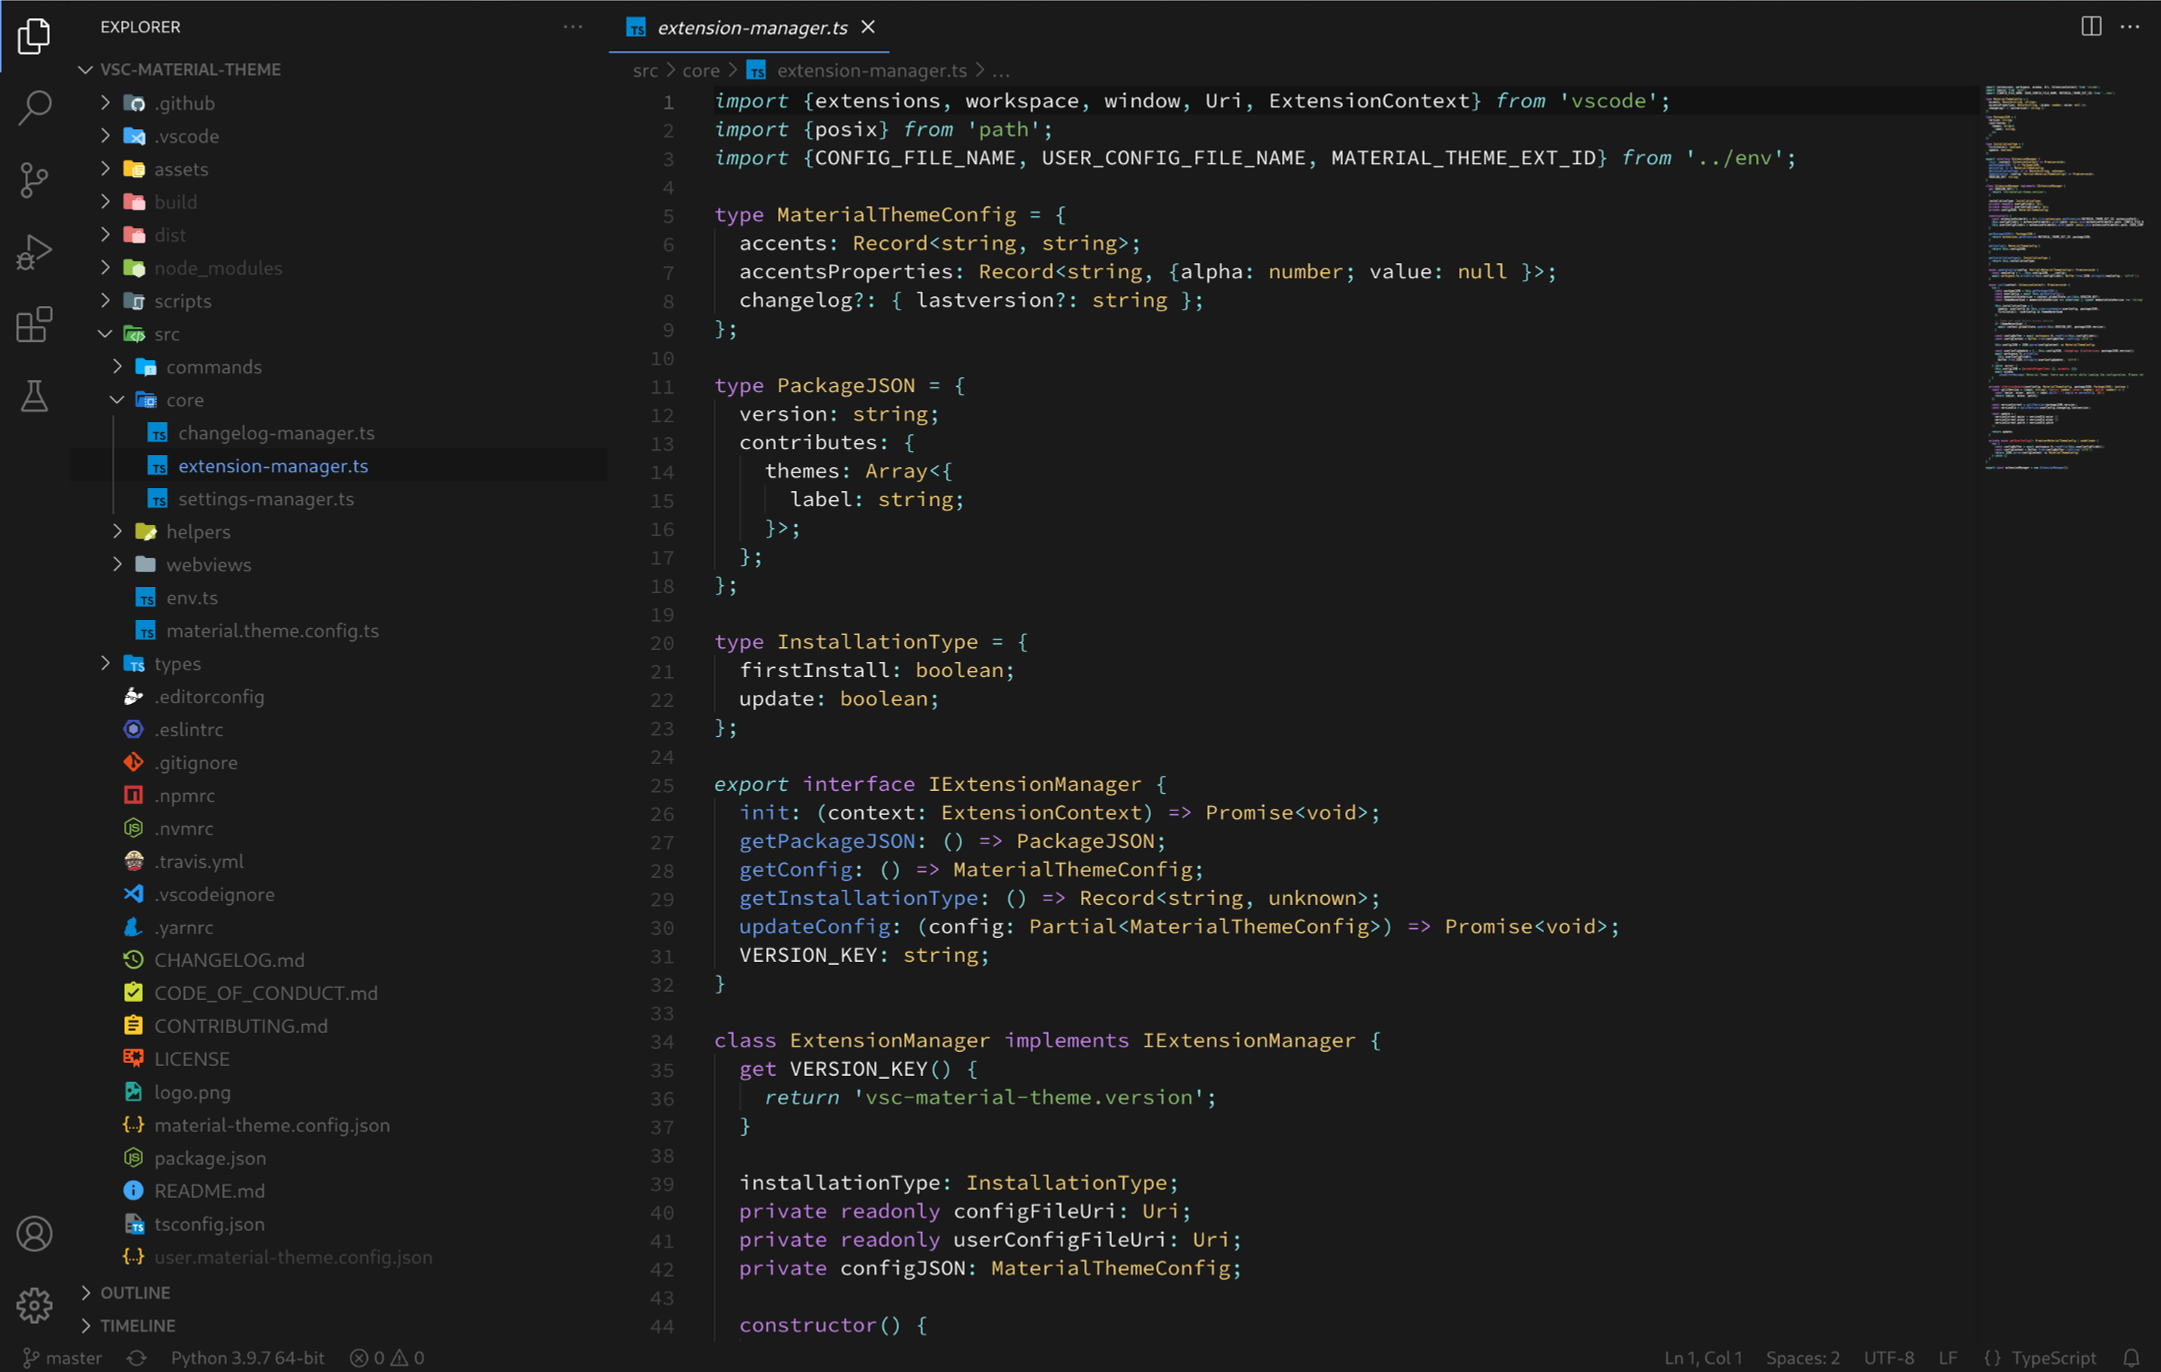 EXPLORER
extension-manager.ts
VSC-MATERIAL-THEME
.github
.vscode
assets
build
dist
node_modules
scripts
src
commands
core
changelog-manager.ts
extension-manager.ts
settings-manager.ts
helpers
webviews
env.ts
material.theme.config.ts
types
.editorconfig
.eslintrc
.gitignore
.npmrc
.nvmrc
.travis.yml
.vscodeignore
.yarnrc
CHANGELOG.md
CODE_OF_CONDUCT.md
CONTRIBUTING.md
LICENSE
logo.png
material-theme.config.json
package.json
README.md
tsconfig.json
user.material-theme.config.json
OUTLINE
TIMELINE
src > core > TS extension-manager.ts > ...
1 import {extensions, workspace, window, Uri, ExtensionContext} from 'vscode';
2 import {posix} from 'path';
3 import {CONFIG_FILE_NAME, USER_CONFIG_FILE_NAME, MATERIAL_THEME_EXT_ID} from '../env';
4
5 type MaterialThemeConfig = {
6   accents: Record<string, string>;
7   accentsProperties: Record<string, {alpha: number; value: null }>;
8   changelog?: { lastversion?: string };
9 };
10
11 type PackageJSON = {
12   version: string;
13   contributes: {
14     themes: Array<{
15       label: string;
16     }>;
17   };
18 };
19
20 type InstallationType = {
21   firstInstall: boolean;
22   update: boolean;
23 };
24
25 export interface IExtensionManager {
26   init: (context: ExtensionContext) => Promise<void>;
27   getPackageJSON: () => PackageJSON;
28   getConfig: () => MaterialThemeConfig;
29   getInstallationType: () => Record<string, unknown>;
30   updateConfig: (config: Partial<MaterialThemeConfig>) => Promise<void>;
31   VERSION_KEY: string;
32 }
33
34 class ExtensionManager implements IExtensionManager {
35   get VERSION_KEY() {
36     return 'vsc-material-theme.version';
37   }
38
39   installationType: InstallationType;
40   private readonly configFileUri: Uri;
41   private readonly userConfigFileUri: Uri;
42   private configJSON: MaterialThemeConfig;
43
44   constructor() {
master Python 3.9.7 64-bit 0 0 Ln 1, Col 1 Spaces: 2 UTF-8 LF {} TypeScript